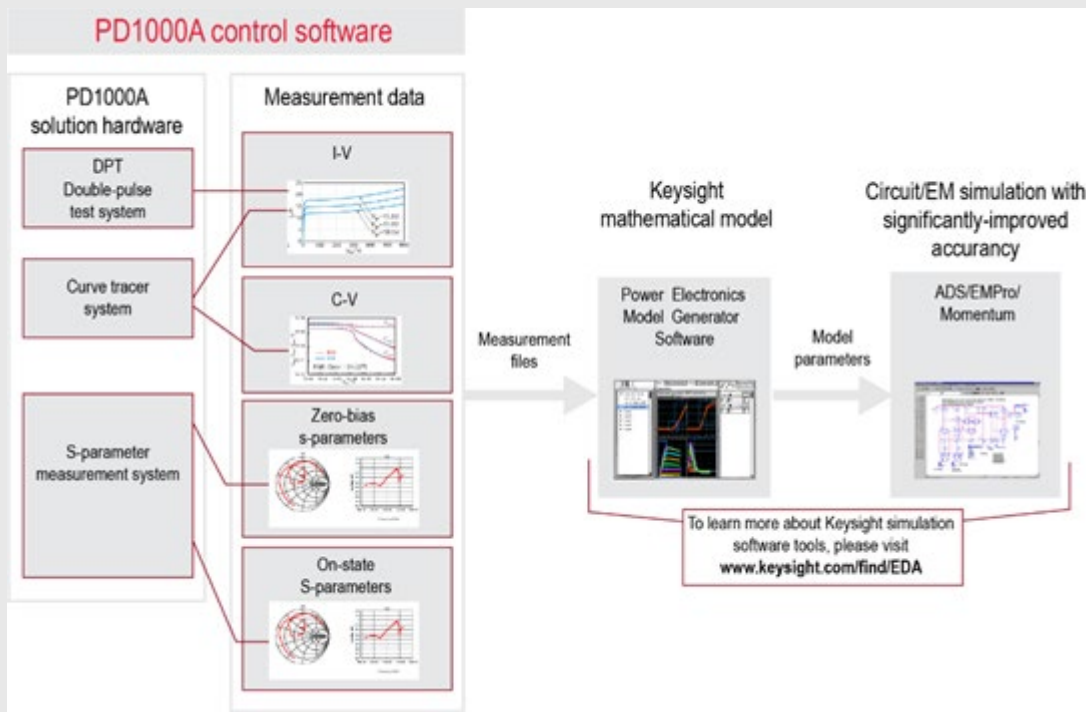 PD1000A control software
PD1000A
solution hardware
DPT
Double-pulse
test system
Curve tracer
system
S-parameter
measurement system
Measurement data
I-V
C-V
Zero-bias
s-parameters
On-state
S-parameters
Measurement
files
Keysight
mathematical model
Power Electronics
Model Generator
Software
Model
parameters
Circuit/EM simulation with
significantly-improved
accurancy
ADS/EMPro/
Momentum
To learn more about Keysight simulation
software tools, please visit
www.keysight.com/find/EDA